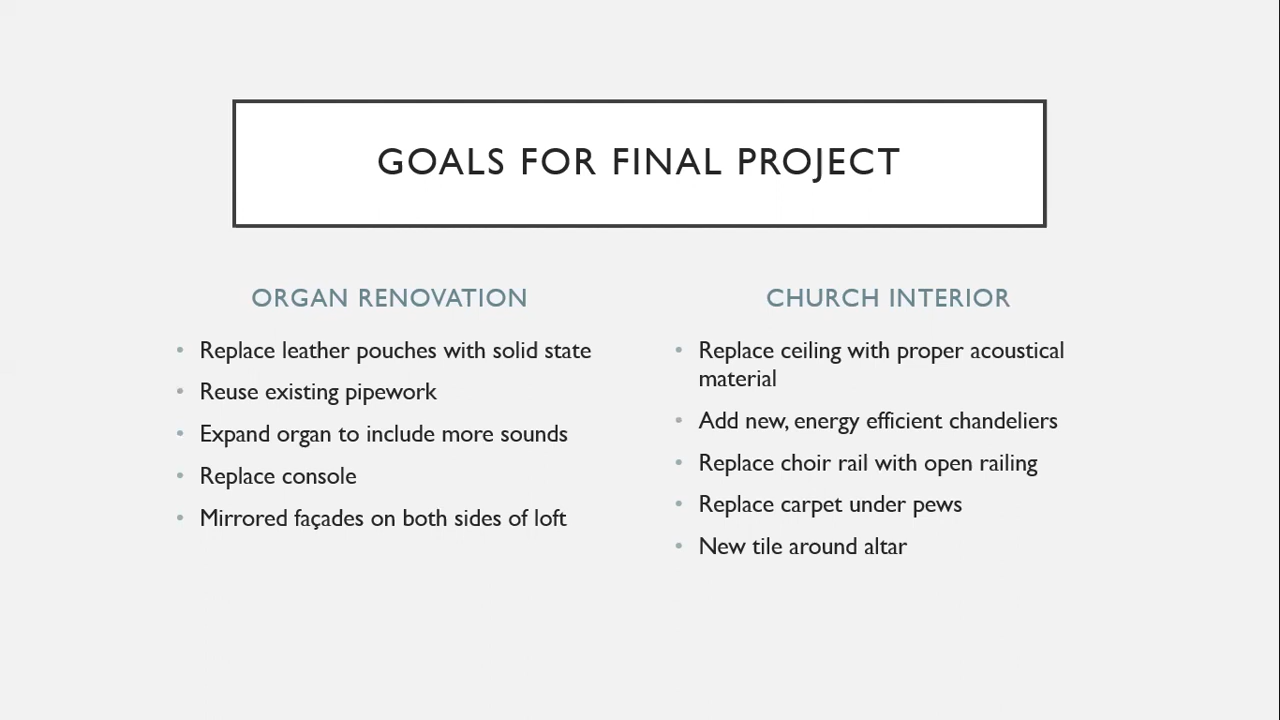 GOALS FOR FINAL PROJECT
ORGAN RENOVATION
• Replace leather pouches with solid state
• Reuse existing pipework
• Expand organ to include more sounds
• Replace console
• Mirrored façades on both sides of loft
CHURCH INTERIOR
• Replace ceiling with proper acoustical
material
• Add new, energy efficient chandeliers
• Replace choir rail with open railing
• Replace carpet under pews
• New tile around altar